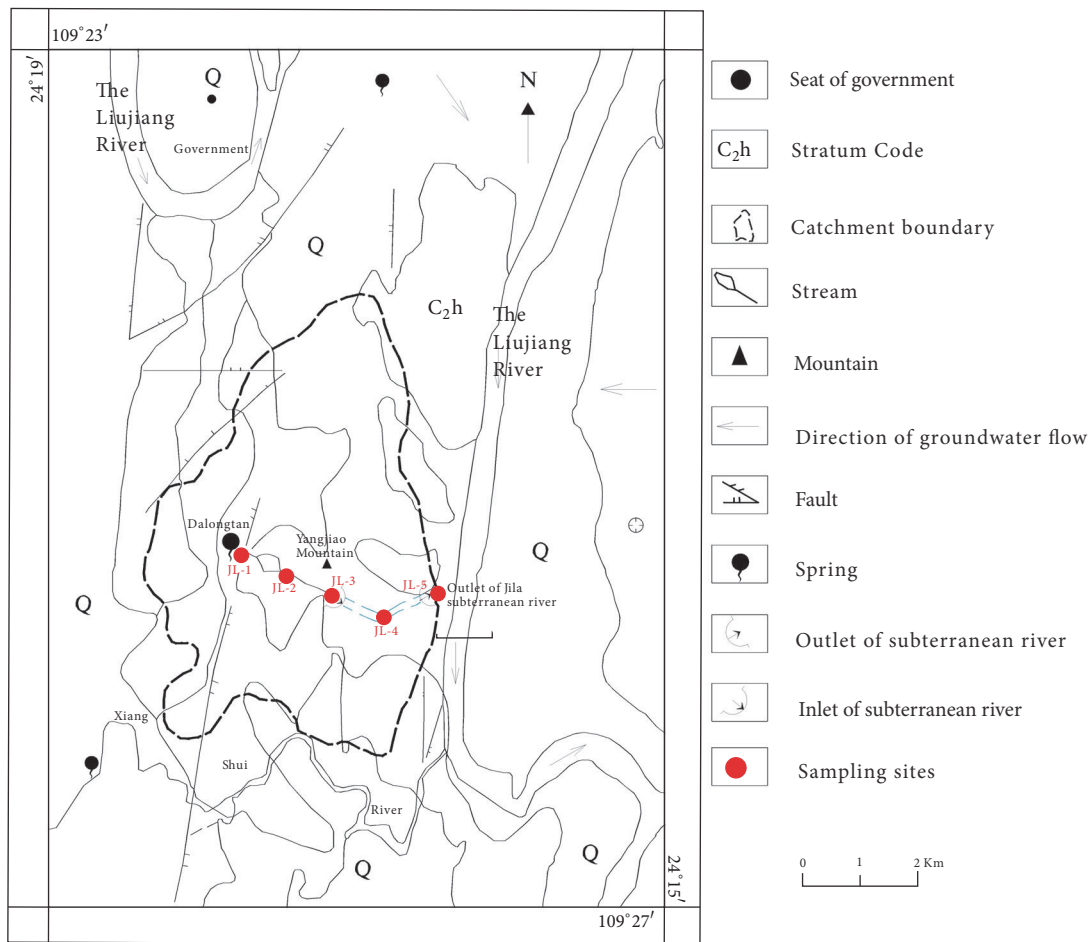 109°23′
24°19′
The
Liujiang
River
Q
Government
N
Q
C₂h
The
Liujiang
River
Dalongtan
Yangjiao
Mountain
JL-1
JL-2
JL-3
JL-4
JL-5
Outlet of Jila
subterranean river
Q
Q
Xiang
Shui
River
Q
Q
24°15′
109°27′
Seat of government
C₂h
Stratum Code
Catchment boundary
Stream
Mountain
Direction of groundwater flow
Fault
Spring
Outlet of subterranean river
Inlet of subterranean river
Sampling sites
0 1 2 Km